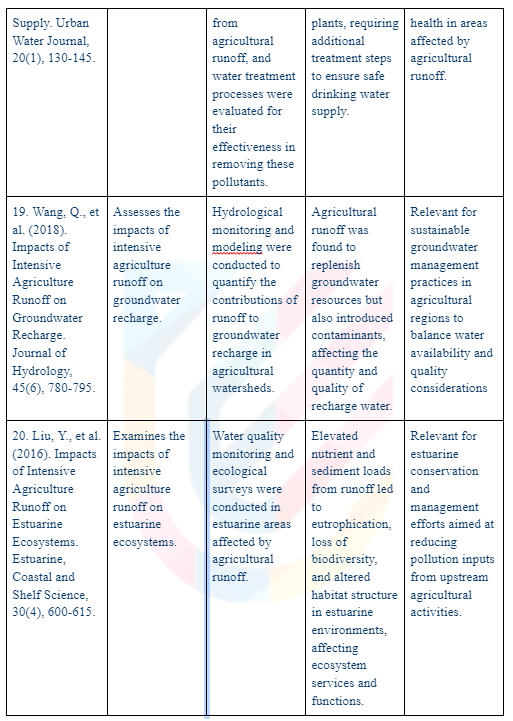 Supply. Urban
Water Journal,
20(1), 130-145.
from
agricultural
runoff, and
water treatment
processes were
evaluated for
their
effectiveness in
removing these
pollutants.
plants, requiring
additional
treatment steps
to ensure safe
drinking water
supply.
health in areas
affected by
agricultural
runoff.
19. Wang, Q., et
al. (2018).
Impacts of
Intensive
Agriculture
Runoff on
Groundwater
Recharge.
Journal of
Hydrology,
45(6), 780-795.
Assesses the
impacts of
intensive
agriculture
runoff on
groundwater
recharge.
Hydrological
monitoring and
modeling were
conducted to
quantify the
contributions of
runoff to
groundwater
recharge in
agricultural
watersheds.
Agricultural
runoff was
found to
replenish
groundwater
resources but
also introduced
contaminants,
affecting the
quantity and
quality of
recharge water.
Relevant for
sustainable
groundwater
management
practices in
agricultural
regions to
balance water
availability and
quality
considerations
20. Liu, Y., et al.
(2016). Impacts
of Intensive
Agriculture
Runoff on
Estuarine
Ecosystems.
Estuarine,
Coastal and
Shelf Science,
30(4), 600-615.
Examines the
impacts of
intensive
agriculture
runoff on
estuarine
ecosystems.
Water quality
monitoring and
ecological
surveys were
conducted in
estuarine areas
affected by
agricultural
runoff.
Elevated
nutrient and
sediment loads
from runoff led
to
eutrophication,
loss of
biodiversity,
and altered
habitat structure
in estuarine
environments,
affecting
ecosystem
services and
functions.
Relevant for
estuarine
conservation
and
management
efforts aimed at
reducing
pollution inputs
from upstream
agricultural
activities.